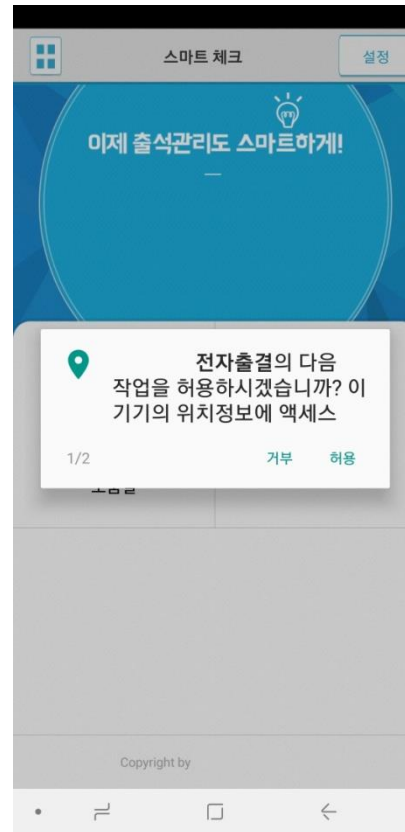 스마트 체크
설정
이제 출석관리도 스마트하게!
전자출결의 다음
작업을 허용하시겠습니까? 이
기기의 위치정보에 액세스
1/2
거부
허용
Copyright by